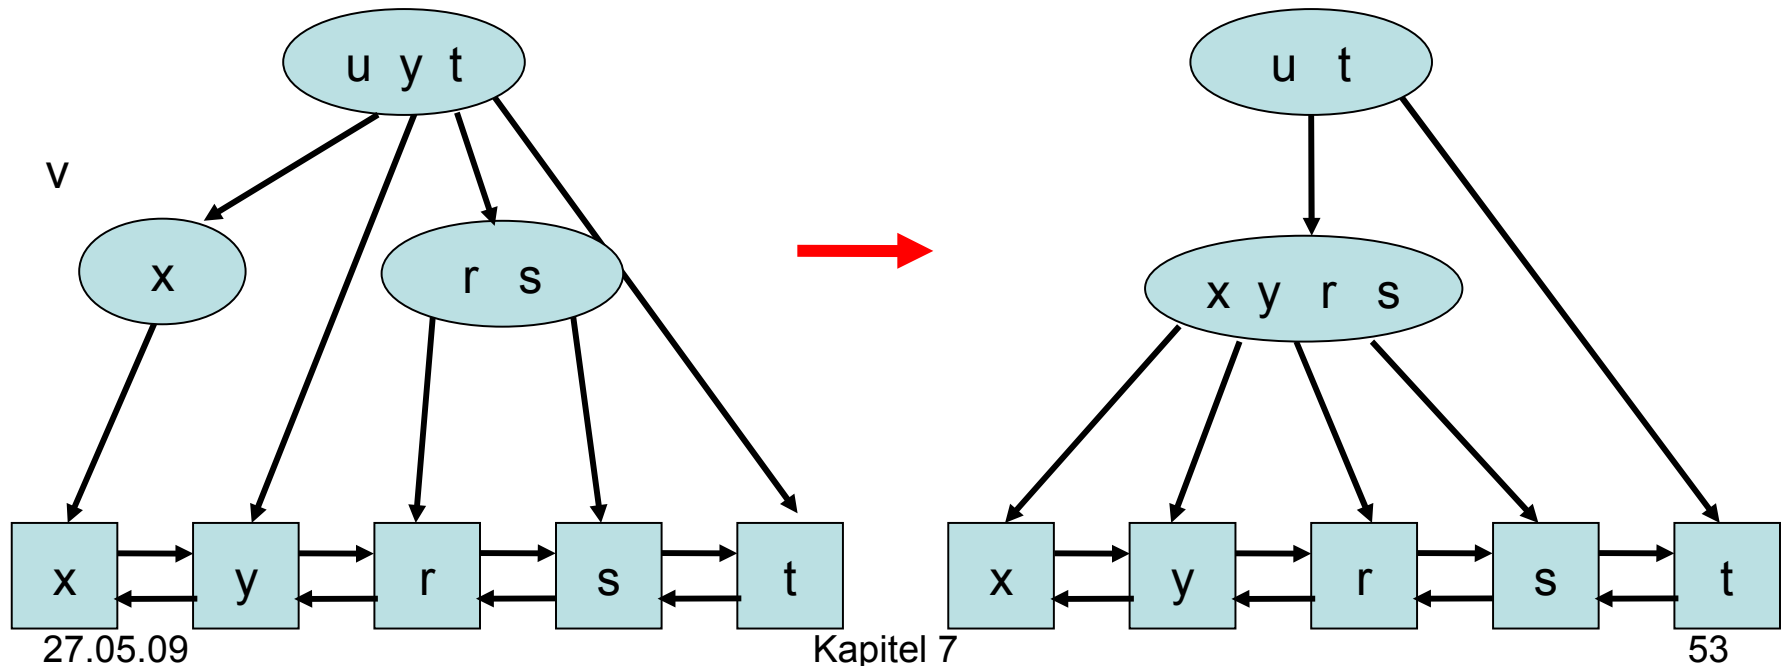 u y t
u t
v
x
r s
x y r s
x y r s t
x y r s t
27.05.09
Kapitel 7
53